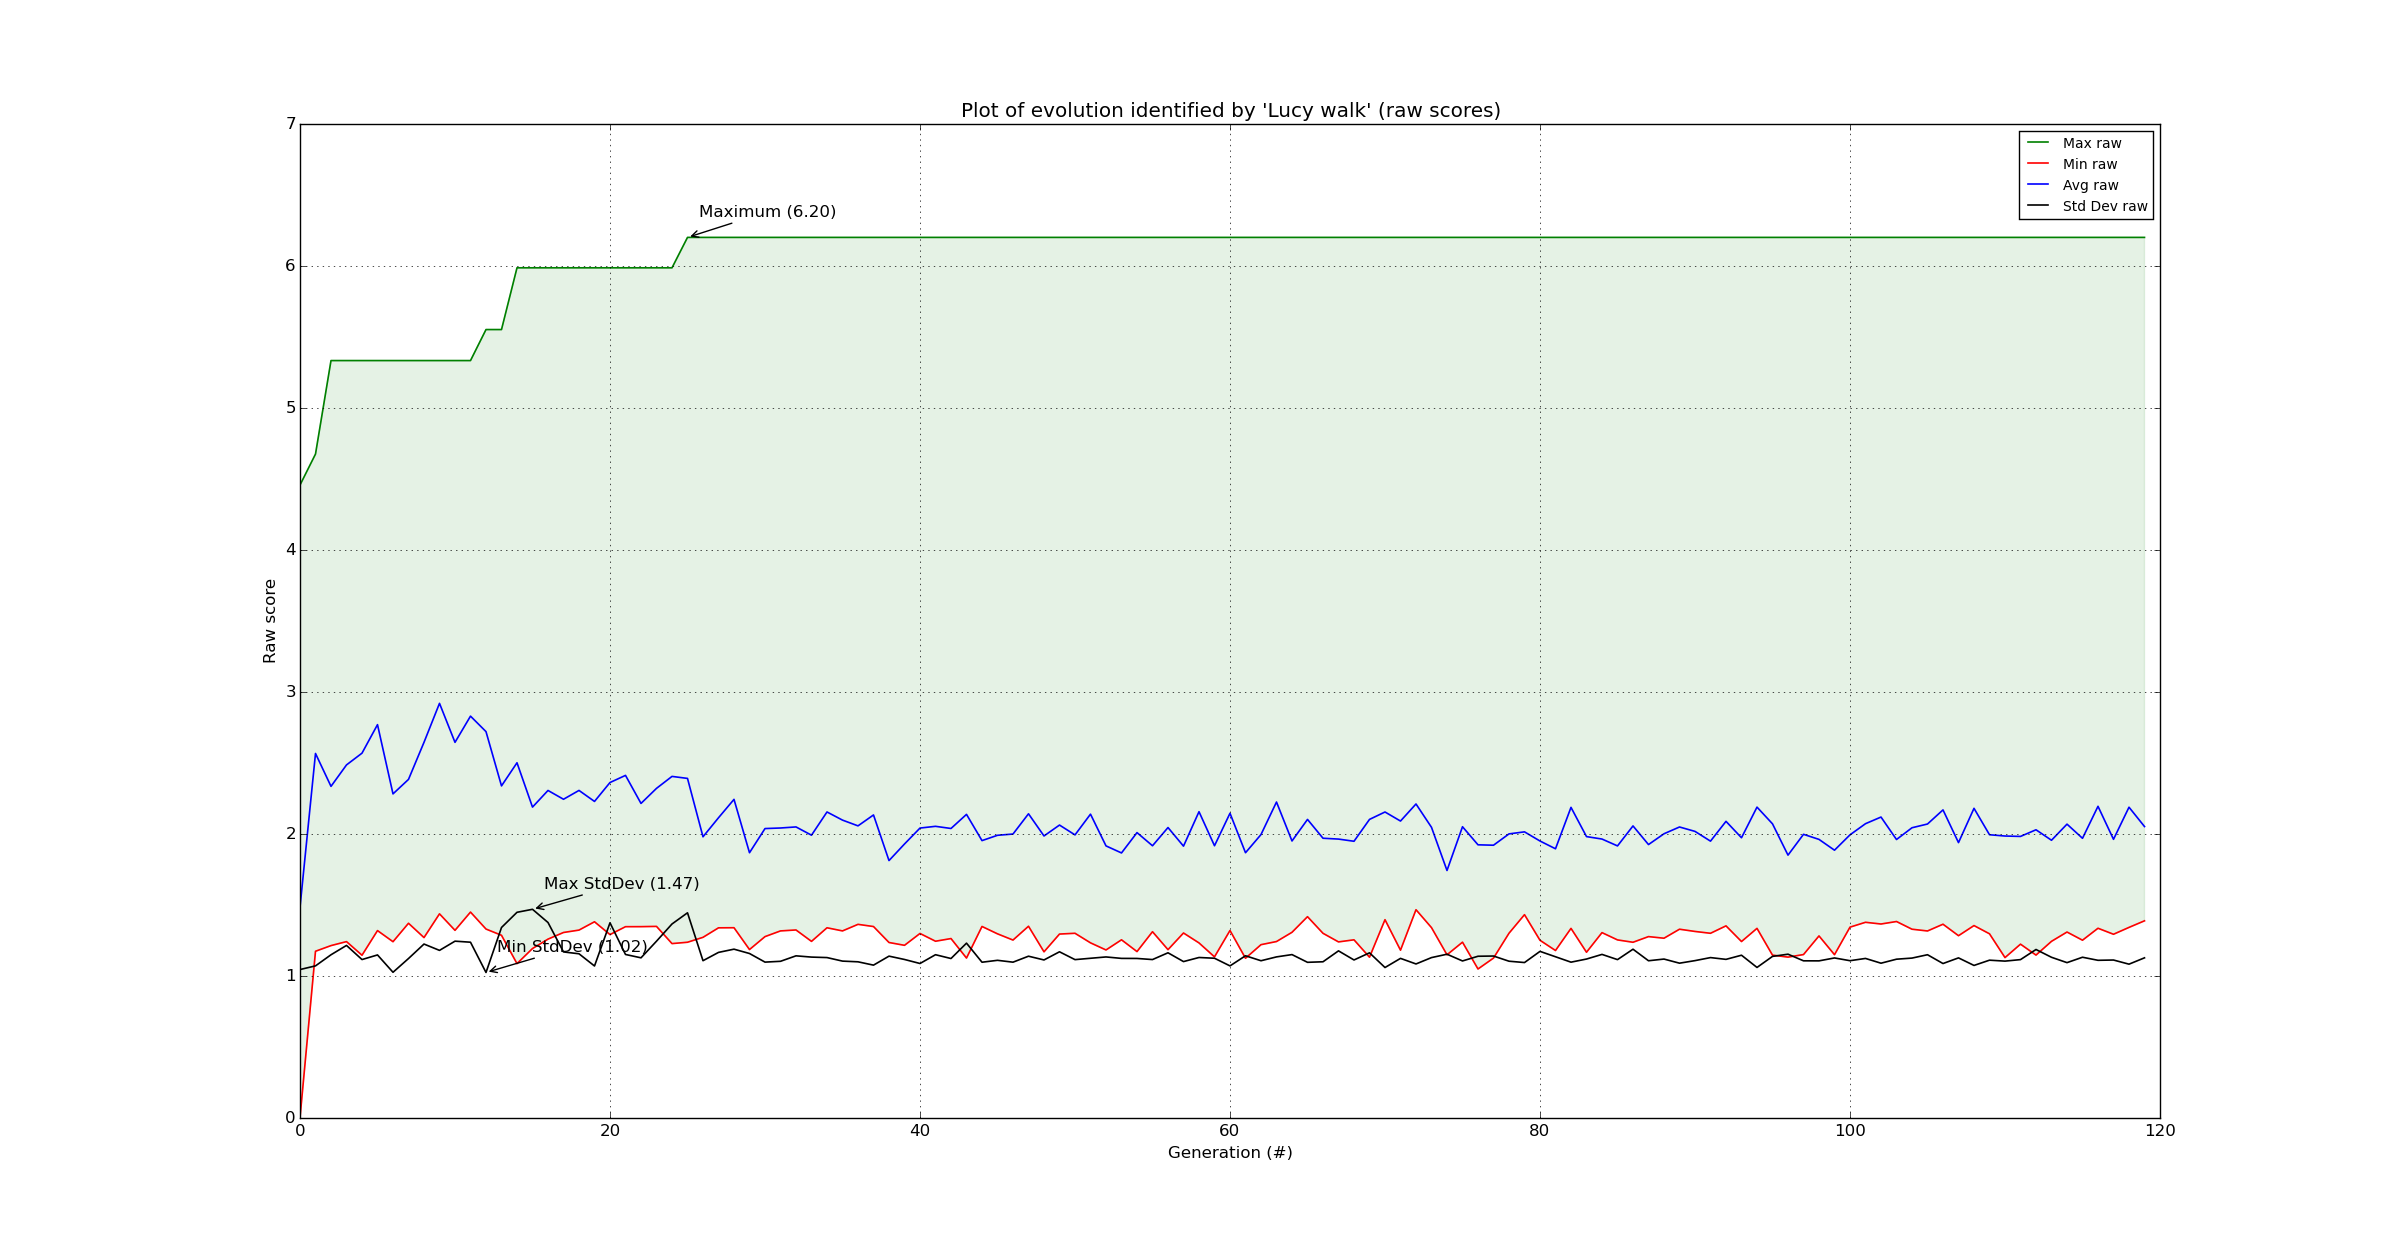 Plot of evolution identified by 'Lucy walk' (raw scores)
7
Max raw
Min raw
Avg raw
Std Dev raw
Maximum (6.20)
6
5
4
Raw score
3
2
Max StdDev (1.47)
Min StdDev (1.02)
1
0
0 20 40 60 80 100 120
Generation (#)